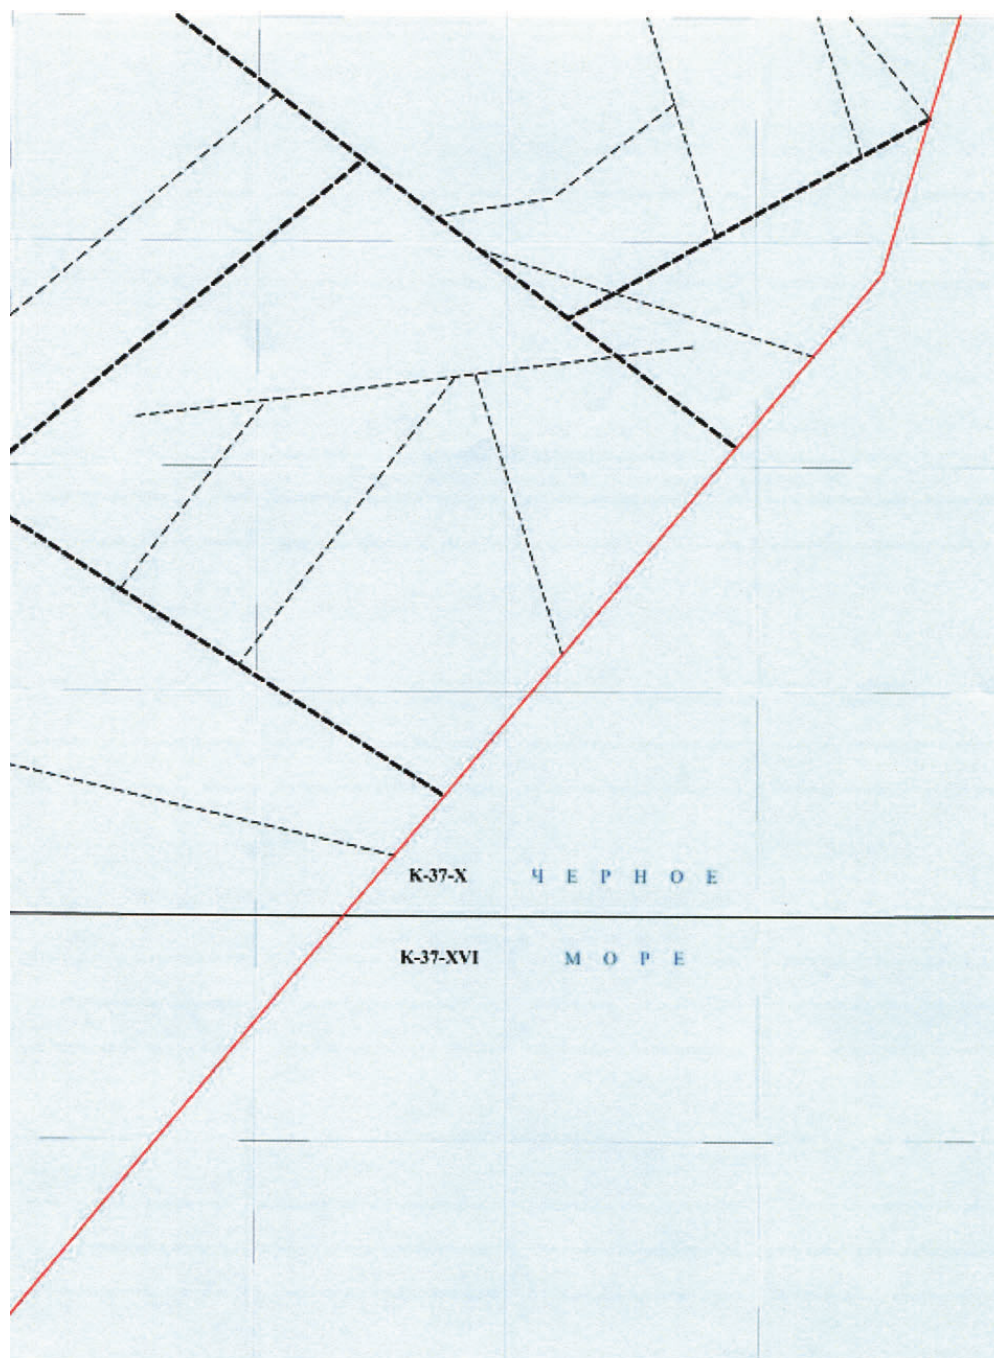 К-37-X Ч Е Р Н О Е
К-37-XVI М О Р Е